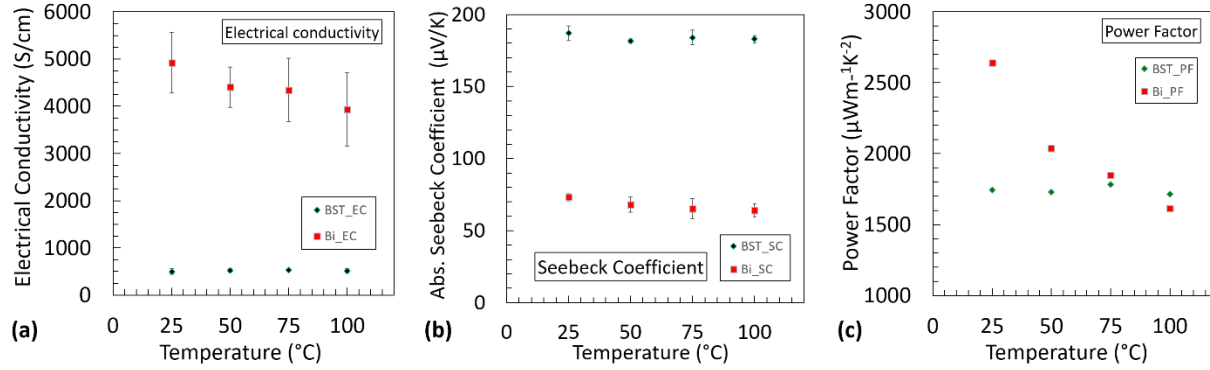 Electrical conductivity
Electrical Conductivity (S/cm)
6000
5000
4000
3000
2000
1000
0
BST_EC
Bi_EC
0 25 50 75 100
(a)
Temperature (°C)
Abs. Seebeck Coefficient (µV/K)
200
150
100
50
0
BST_SC
Bi_SC
Seebeck Coefficient
0 25 50 75 100
(b)
Temperature (°C)
Power Factor
Power Factor (µWm-¹K⁻²)
3000
2500
2000
1500
1000
BST_PF
Bi_PF
0 25 50 75 100
(c)
Temperature (°C)